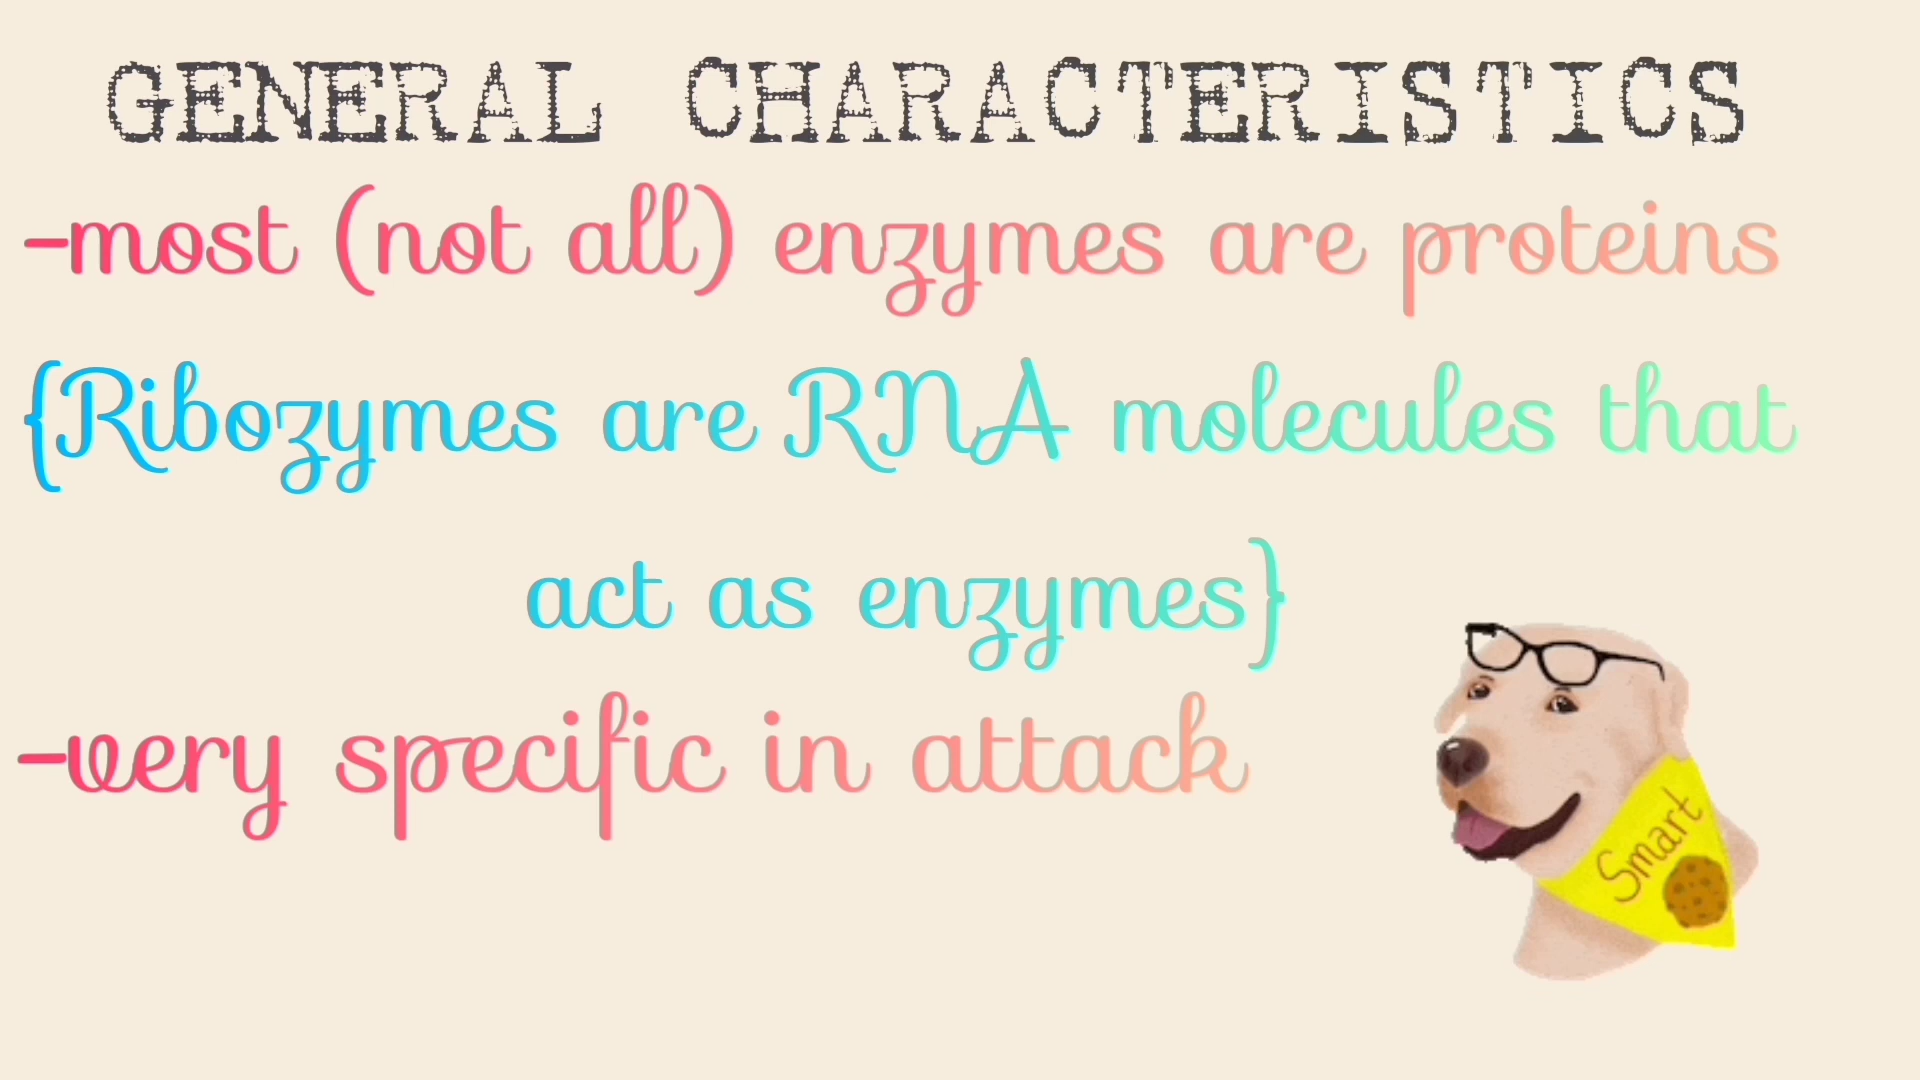 GENERAL CHARACTERISTICS
-most (not all) enzymes are proteins
{Ribozymes are RNA molecules that
act as enzymes}
-very specific in attack
Smart